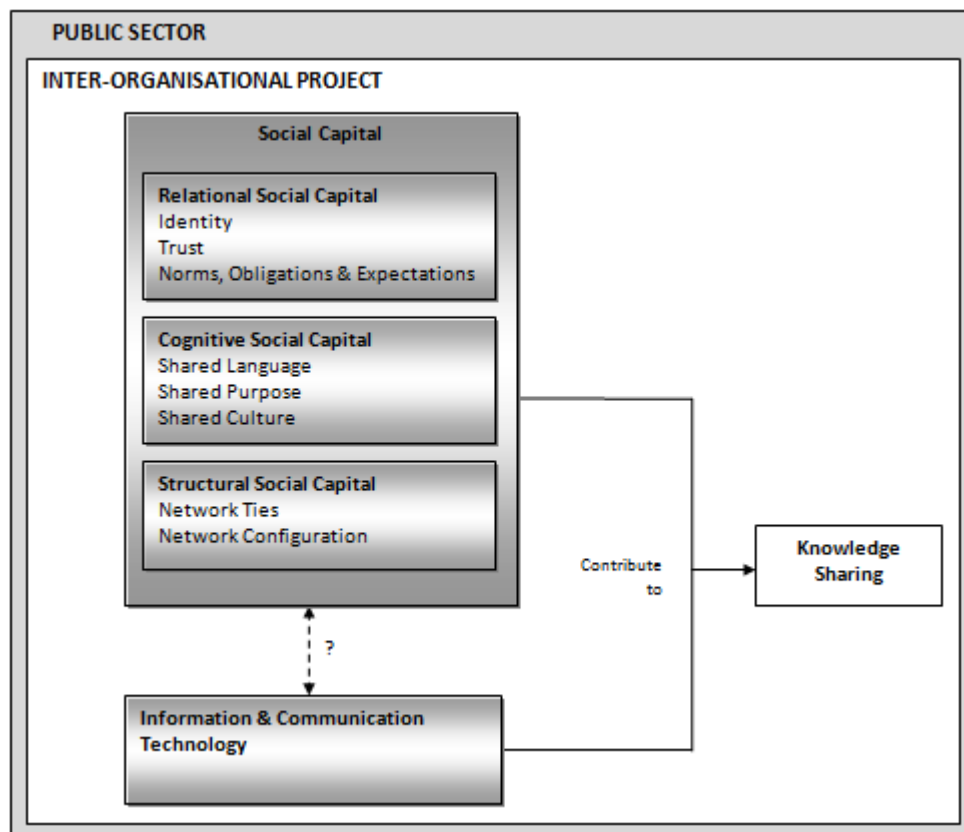 PUBLIC SECTOR
INTER-ORGANISATIONAL PROJECT
Social Capital
Relational Social Capital
Identity
Trust
Norms, Obligations & Expectations
Cognitive Social Capital
Shared Language
Shared Purpose
Shared Culture
Structural Social Capital
Network Ties
Network Configuration
Contribute
to
Knowledge
Sharing
?
Information & Communication
Technology